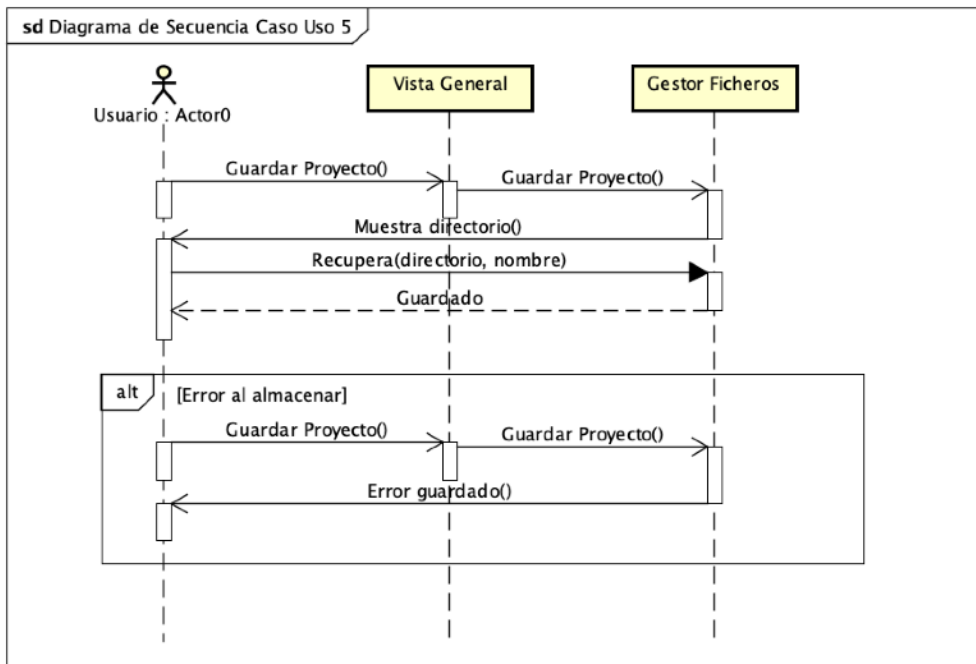 sd Diagrama de Secuencia Caso Uso 5
Usuario : Actor0
Vista General
Gestor Ficheros
Guardar Proyecto()
Guardar Proyecto()
Muestra directorio()
Recupera(directorio, nombre)
Guardado
alt
[Error al almacenar]
Guardar Proyecto()
Guardar Proyecto()
Error guardado()